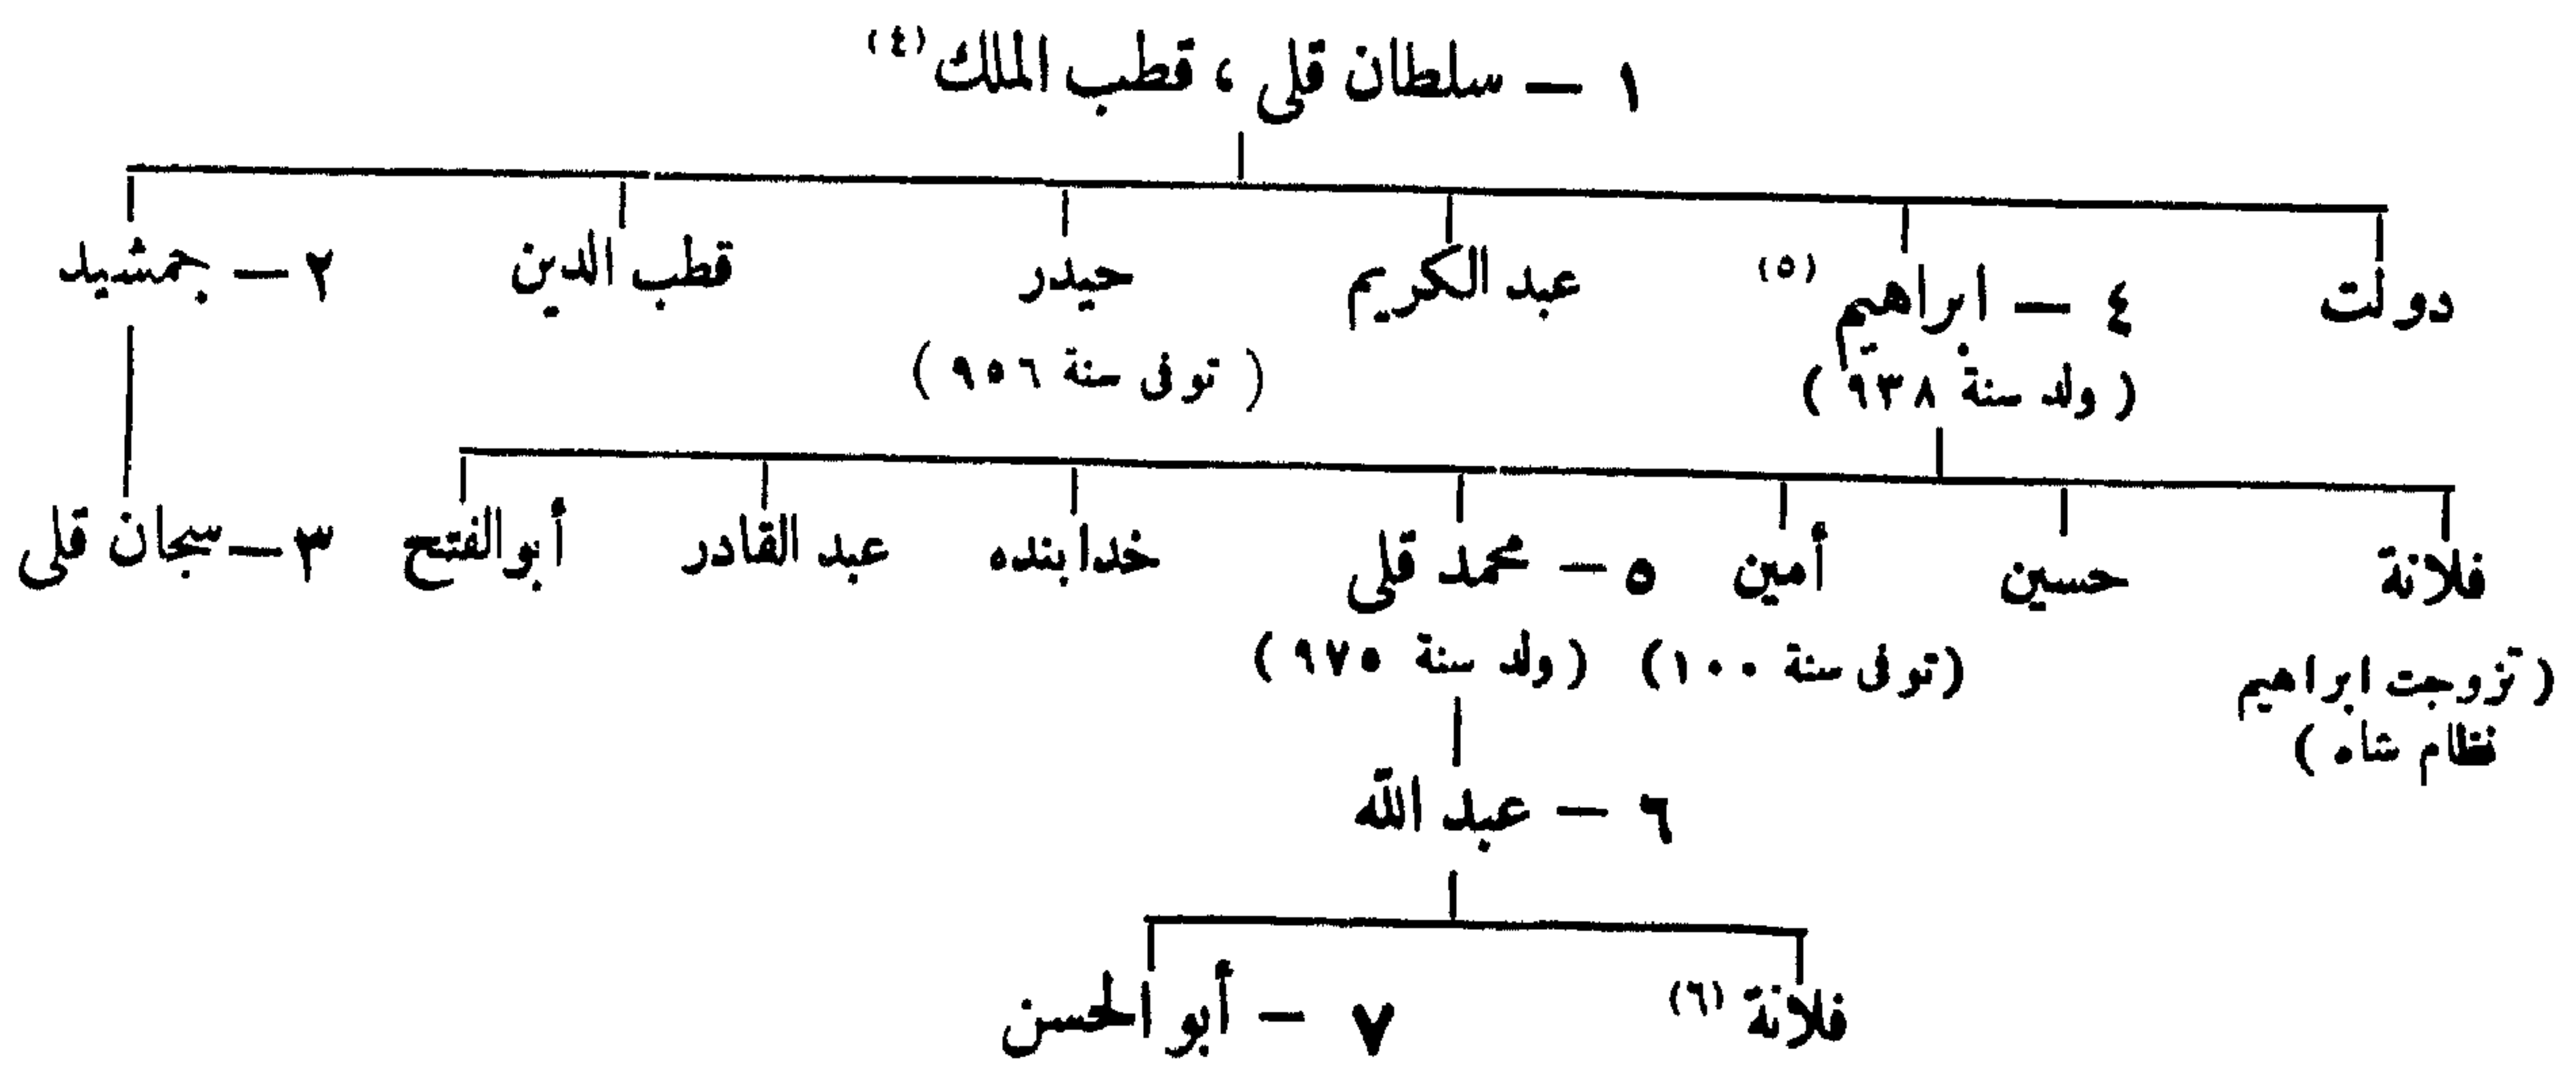 ١ — سلطان قلى ، قطب الملك (٤)
دولت ٤ — ابراهيم (٥) عبد الكريم حيدر قطب الدين ٢ — جمشيد
( ولد سنة ٩٣٨ ) ( توفى سنة ٩٥٦ )
فلانة حسين أمين ٥ — محمد قلى خدابنده عبد القادر أبو الفتح ٣ — سبحان قلى
( تزوجت ابراهيم (توفى سنة ١٠٠) ( ولد سنة ٩٧٥ )
نظام شاه )
٦ — عبد الله
فلانة (٦) ٧ — أبو الحسن